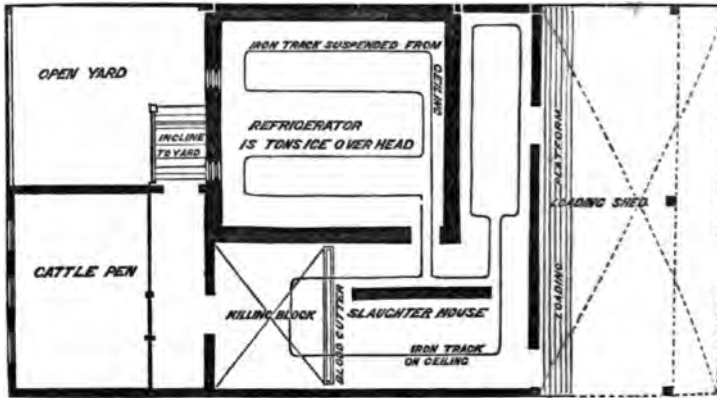 OPEN YARD
INCLINE
TO YARD
IRON TRACK SUSPENDED FROM
CEILING
REFRIGERATOR
15 TONS ICE OVER HEAD
PLATFORM
LOADING
LOADING SHED.
CATTLE PEN
KILLING BLOCK
BLOOD GUTTER
SLAUGHTER HOUSE
IRON TRACK
ON CEILING